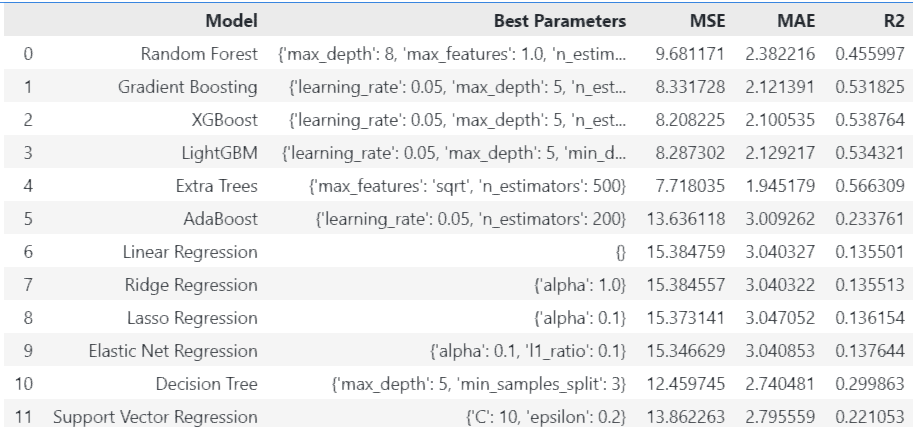 Model Best Parameters MSE MAE R2
0 Random Forest {'max_depth': 8, 'max_features': 1.0, 'n_estim... 9.681171 2.382216 0.455997
1 Gradient Boosting {'learning_rate': 0.05, 'max_depth': 5, 'n_est... 8.331728 2.121391 0.531825
2 XGBoost {'learning_rate': 0.05, 'max_depth': 5, 'n_est... 8.208225 2.100535 0.538764
3 LightGBM {'learning_rate': 0.05, 'max_depth': 5, 'min_d... 8.287302 2.129217 0.534321
4 Extra Trees {'max_features': 'sqrt', 'n_estimators': 500} 7.718035 1.945179 0.566309
5 AdaBoost {'learning_rate': 0.05, 'n_estimators': 200} 13.636118 3.009262 0.233761
6 Linear Regression {} 15.384759 3.040327 0.135501
7 Ridge Regression {'alpha': 1.0} 15.384557 3.040322 0.135513
8 Lasso Regression {'alpha': 0.1} 15.373141 3.047052 0.136154
9 Elastic Net Regression {'alpha': 0.1, 'l1_ratio': 0.1} 15.346629 3.040853 0.137644
10 Decision Tree {'max_depth': 5, 'min_samples_split': 3} 12.459745 2.740481 0.299863
11 Support Vector Regression {'C': 10, 'epsilon': 0.2} 13.862263 2.795559 0.221053